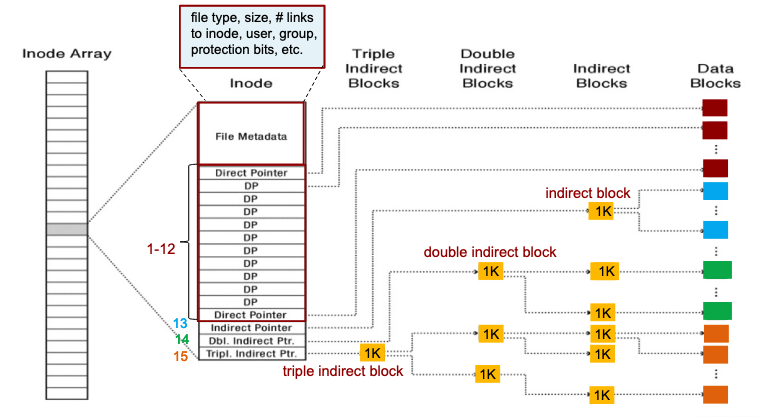 file type, size, # links
to inode, user, group,
protection bits, etc.
Inode Array
Inode
Triple
Indirect
Blocks
Double
Indirect
Blocks
Indirect
Blocks
Data
Blocks
File Metadata
Direct Pointer
DP
DP
DP
DP
DP
DP
DP
DP
DP
DP
Direct Pointer
Indirect Pointer
Dbl. Indirect Ptr.
Tripl. Indirect Ptr.
1-12
13
14
15
indirect block
1K
double indirect block
1K
1K
1K
1K
1K
1K
1K
triple indirect block
1K
1K